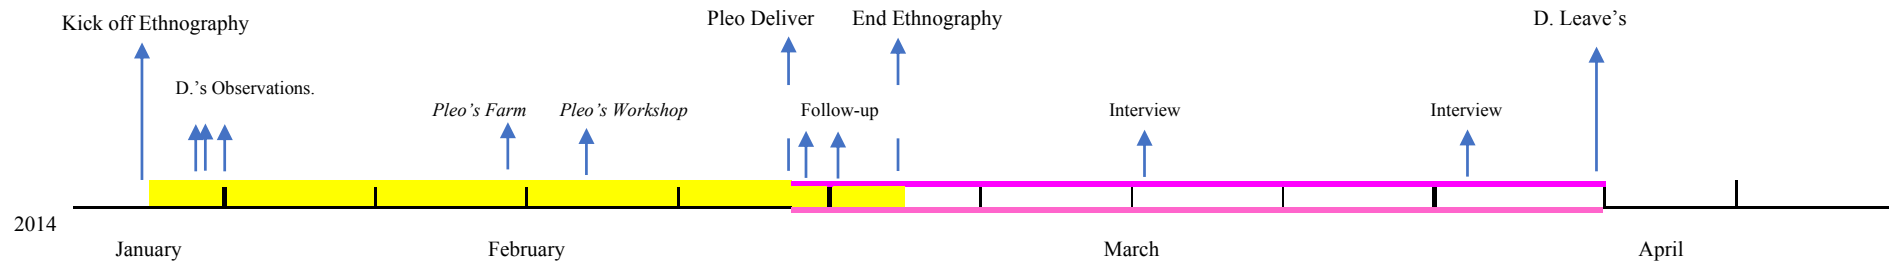 Kick off Ethnography
Pleo Deliver
End Ethnography
D. Leave’s
D.’s Observations.
Pleo’s Farm
Pleo’s Workshop
Follow-up
Interview
Interview
2014
January
February
March
April